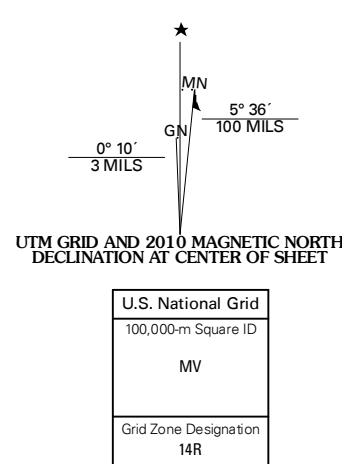 ★
MN
5° 36´
100 MILS
GN
0° 10´
3 MILS
UTM GRID AND 2010 MAGNETIC NORTH
DECLINATION AT CENTER OF SHEET
U.S. National Grid
100,000-m Square ID
MV
Grid Zone Designation
14R